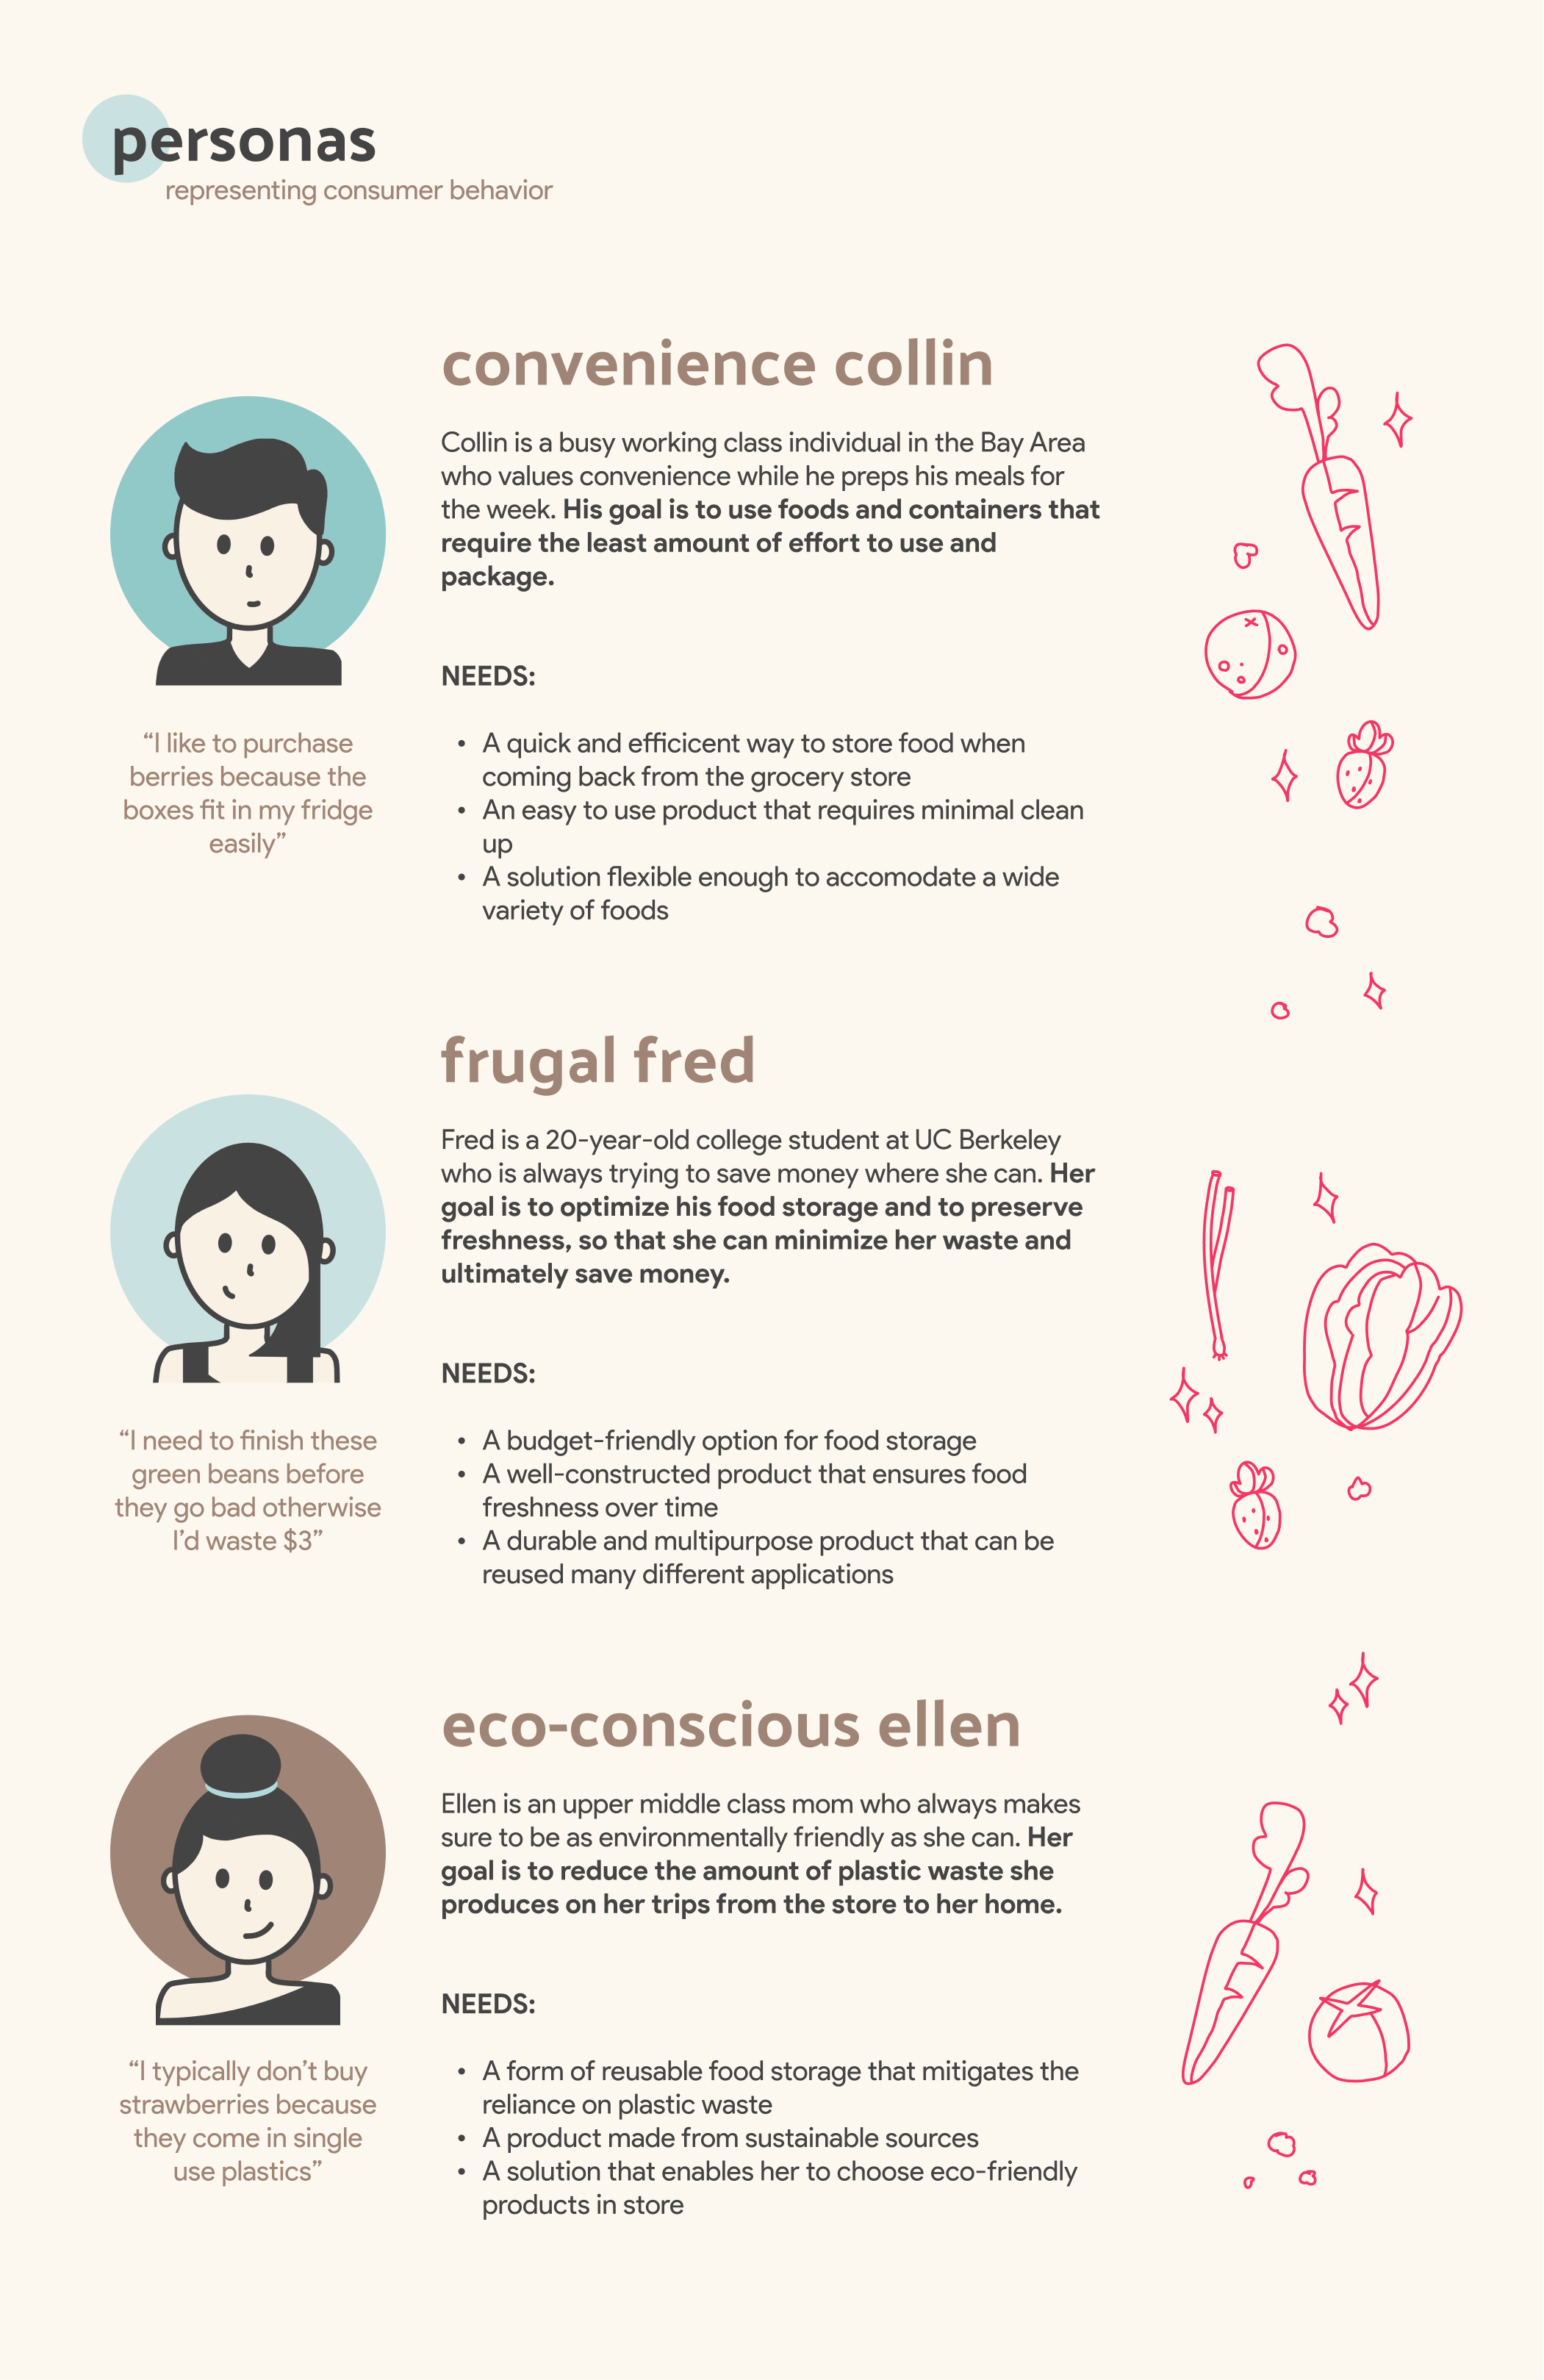 personas
representing consumer behavior
convenience collin
Collin is a busy working class individual in the Bay Area
who values convenience while he preps his meals for
the week. His goal is to use foods and containers that
require the least amount of effort to use and
package.
NEEDS:
“I like to purchase
berries because the
boxes fit in my fridge
easily”
• A quick and efficicent way to store food when
coming back from the grocery store
• An easy to use product that requires minimal clean
up
• A solution flexible enough to accomodate a wide
variety of foods
frugal fred
Fred is a 20-year-old college student at UC Berkeley
who is always trying to save money where she can. Her
goal is to optimize his food storage and to preserve
freshness, so that she can minimize her waste and
ultimately save money.
NEEDS:
“I need to finish these
green beans before
they go bad otherwise
I’d waste $3”
• A budget-friendly option for food storage
• A well-constructed product that ensures food
freshness over time
• A durable and multipurpose product that can be
reused many different applications
eco-conscious ellen
Ellen is an upper middle class mom who always makes
sure to be as environmentally friendly as she can. Her
goal is to reduce the amount of plastic waste she
produces on her trips from the store to her home.
NEEDS:
“I typically don’t buy
strawberries because
they come in single
use plastics”
• A form of reusable food storage that mitigates the
reliance on plastic waste
• A product made from sustainable sources
• A solution that enables her to choose eco-friendly
products in store